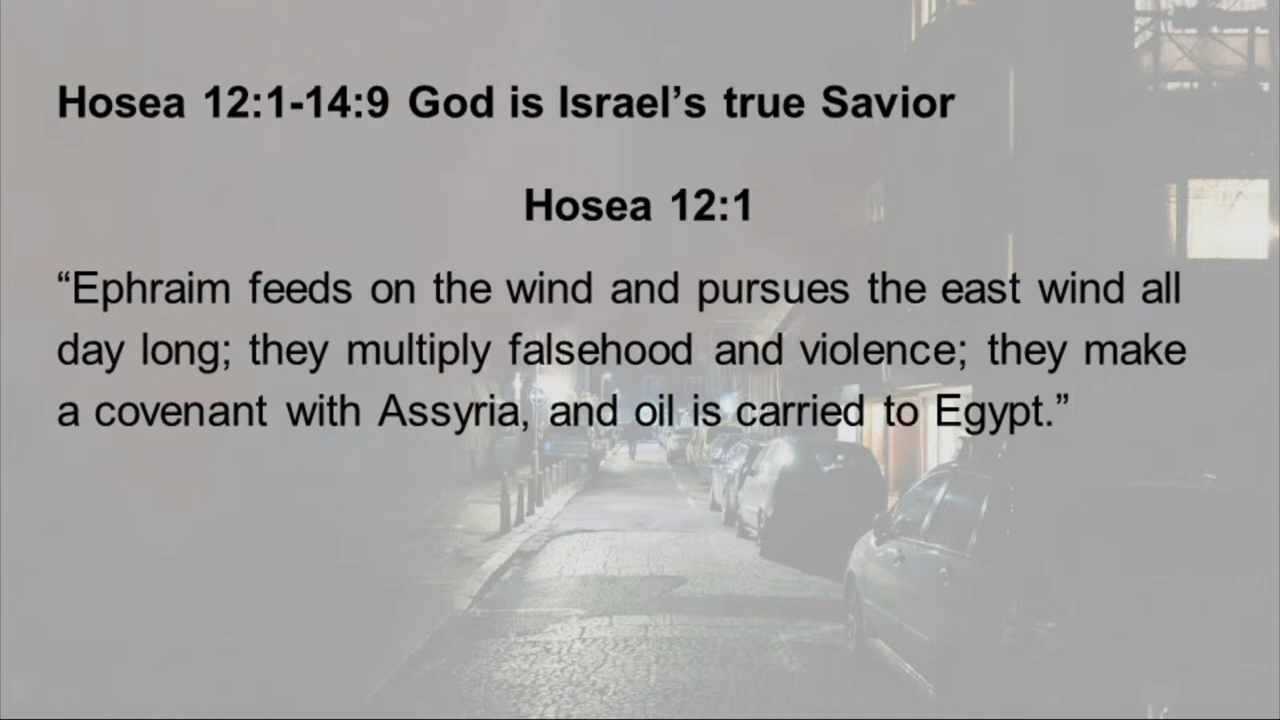 Hosea 12:1-14:9 God is Israel’s true Savior
Hosea 12:1
“Ephraim feeds on the wind and pursues the east wind all
day long; they multiply falsehood and violence; they make
a covenant with Assyria, and oil is carried to Egypt.”